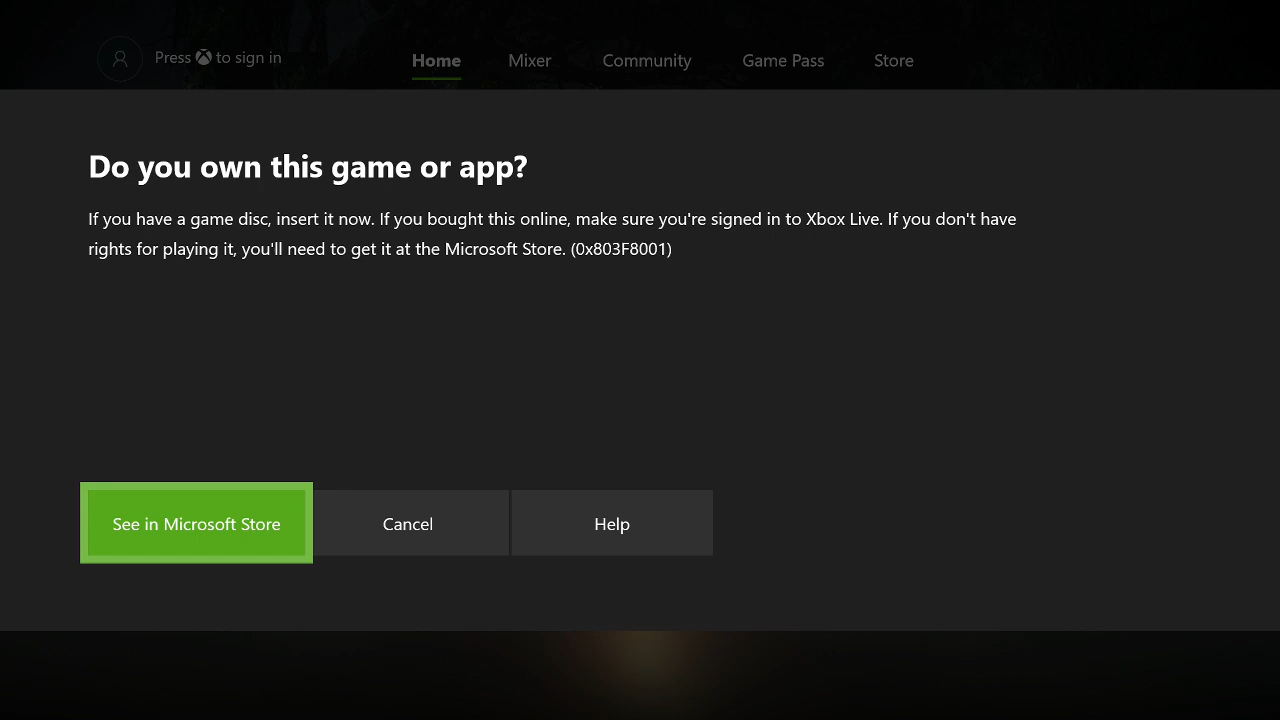 Press to sign in
Home Mixer Community Game Pass Store
Do you own this game or app?
If you have a game disc, insert it now. If you bought this online, make sure you're signed in to Xbox Live. If you don't have
rights for playing it, you'll need to get it at the Microsoft Store. (0x803F8001)
See in Microsoft Store Cancel Help